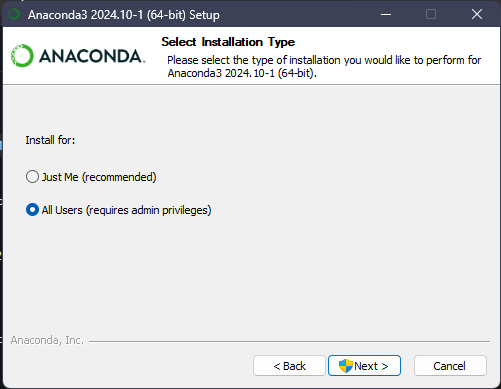 Anaconda3 2024.10-1 (64-bit) Setup
ANACONDA.
Select Installation Type
Please select the type of installation you would like to perform for
Anaconda3 2024.10-1 (64-bit).
Install for:
Just Me (recommended)
All Users (requires admin privileges)
Anaconda, Inc.
< Back
Next >
Cancel